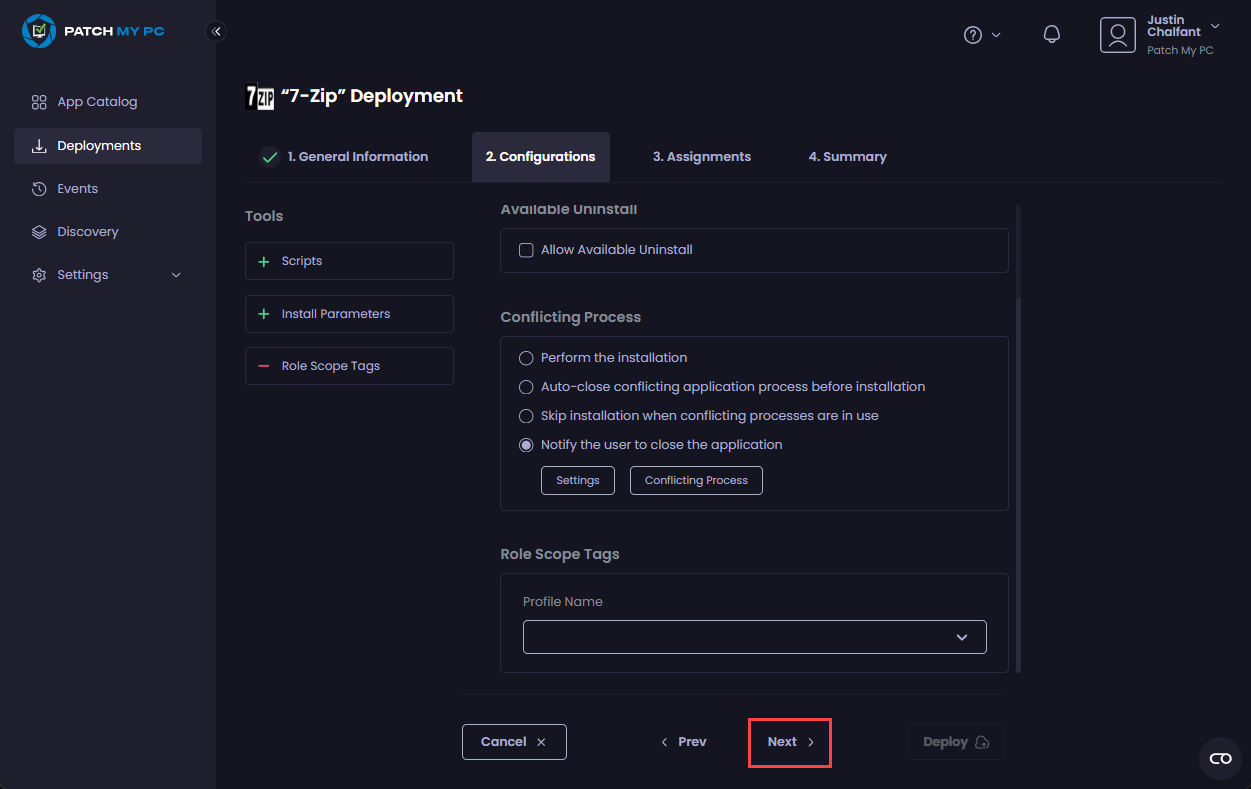 PATCH MY PC
Justin
Chalfant
Patch My PC
App Catalog
Deployments
Events
Discovery
Settings
7ZIP “7-Zip” Deployment
1. General Information
2. Configurations
3. Assignments
4. Summary
Tools
Scripts
Install Parameters
Role Scope Tags
Available Uninstall
Allow Available Uninstall
Conflicting Process
Perform the installation
Auto-close conflicting application process before installation
Skip installation when conflicting processes are in use
Notify the user to close the application
Settings
Conflicting Process
Role Scope Tags
Profile Name
Cancel
Prev
Next
Deploy